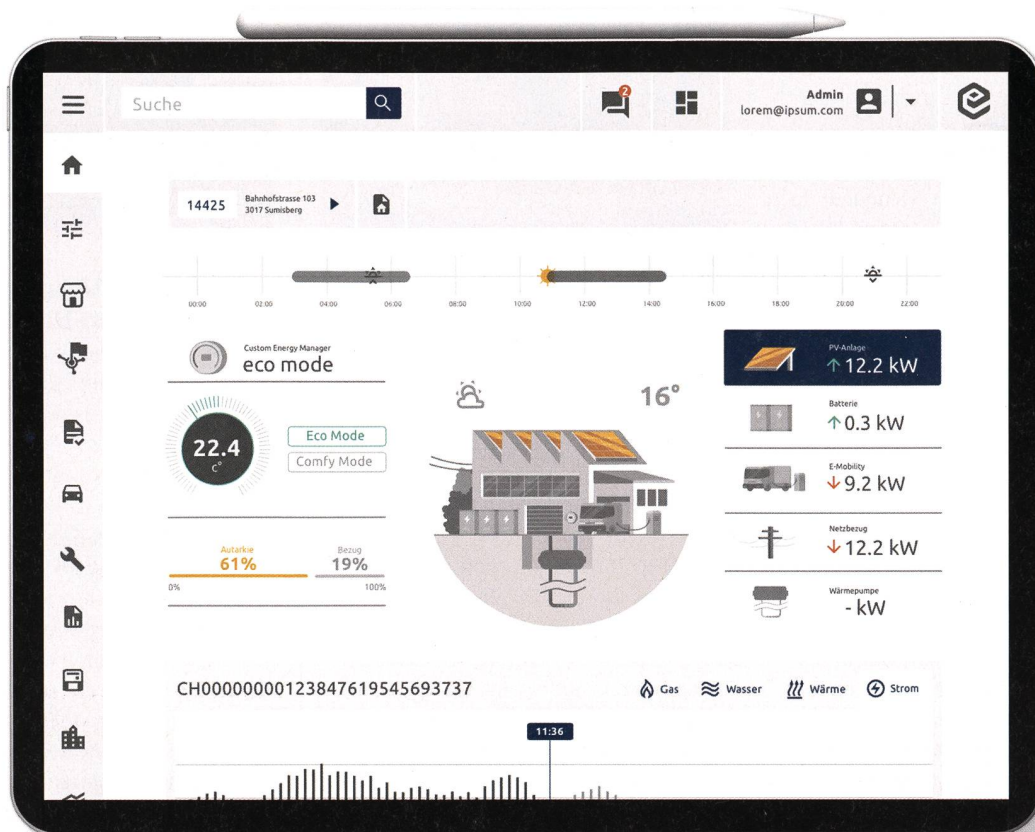 Suche
2
Admin
lorem@ipsum.com
14425
Bahnhofstrasse 103
3017 Sumisberg
00:00 02:00 04:00 06:00 08:00 10:00 12:00 14:00 16:00 18:00 20:00 22:00
Custom Energy Manager
eco mode
22.4
C°
Eco Mode
Comfy Mode
Autarkie
61%
Bezug
19%
0%
100%
16°
PV-Anlage
↑ 12.2 kW
Batterie
↑ 0.3 kW
E-Mobility
↓ 9.2 kW
Netzbezug
↓ 12.2 kW
Wärmepumpe
- kW
CH0000000012384761954569​3737
Gas Wasser Wärme Strom
11:36